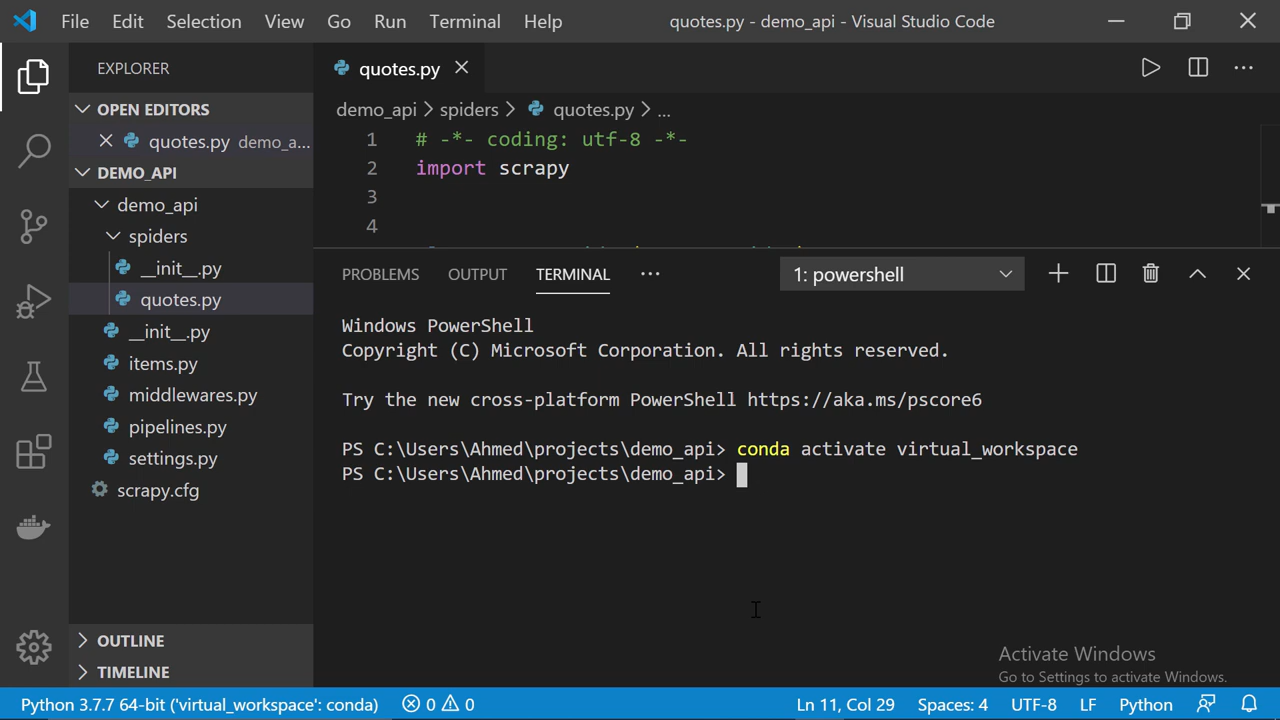 File Edit Selection View Go Run Terminal Help quotes.py - demo_api - Visual Studio Code
EXPLORER
OPEN EDITORS
quotes.py demo_a...
DEMO_API
demo_api
spiders
__init__.py
quotes.py
__init__.py
items.py
middlewares.py
pipelines.py
settings.py
scrapy.cfg
OUTLINE
TIMELINE
quotes.py
demo_api > spiders > quotes.py > ...
1 # -*- coding: utf-8 -*-
2 import scrapy
3
4
PROBLEMS OUTPUT TERMINAL ... 1: powershell
Windows PowerShell
Copyright (C) Microsoft Corporation. All rights reserved.
Try the new cross-platform PowerShell https://aka.ms/pscore6
PS C:\Users\Ahmed\projects\demo_api> conda activate virtual_workspace
PS C:\Users\Ahmed\projects\demo_api>
Activate Windows
Go to Settings to activate Windows.
Python 3.7.7 64-bit ('virtual_workspace': conda) 0 0 Ln 11, Col 29 Spaces: 4 UTF-8 LF Python